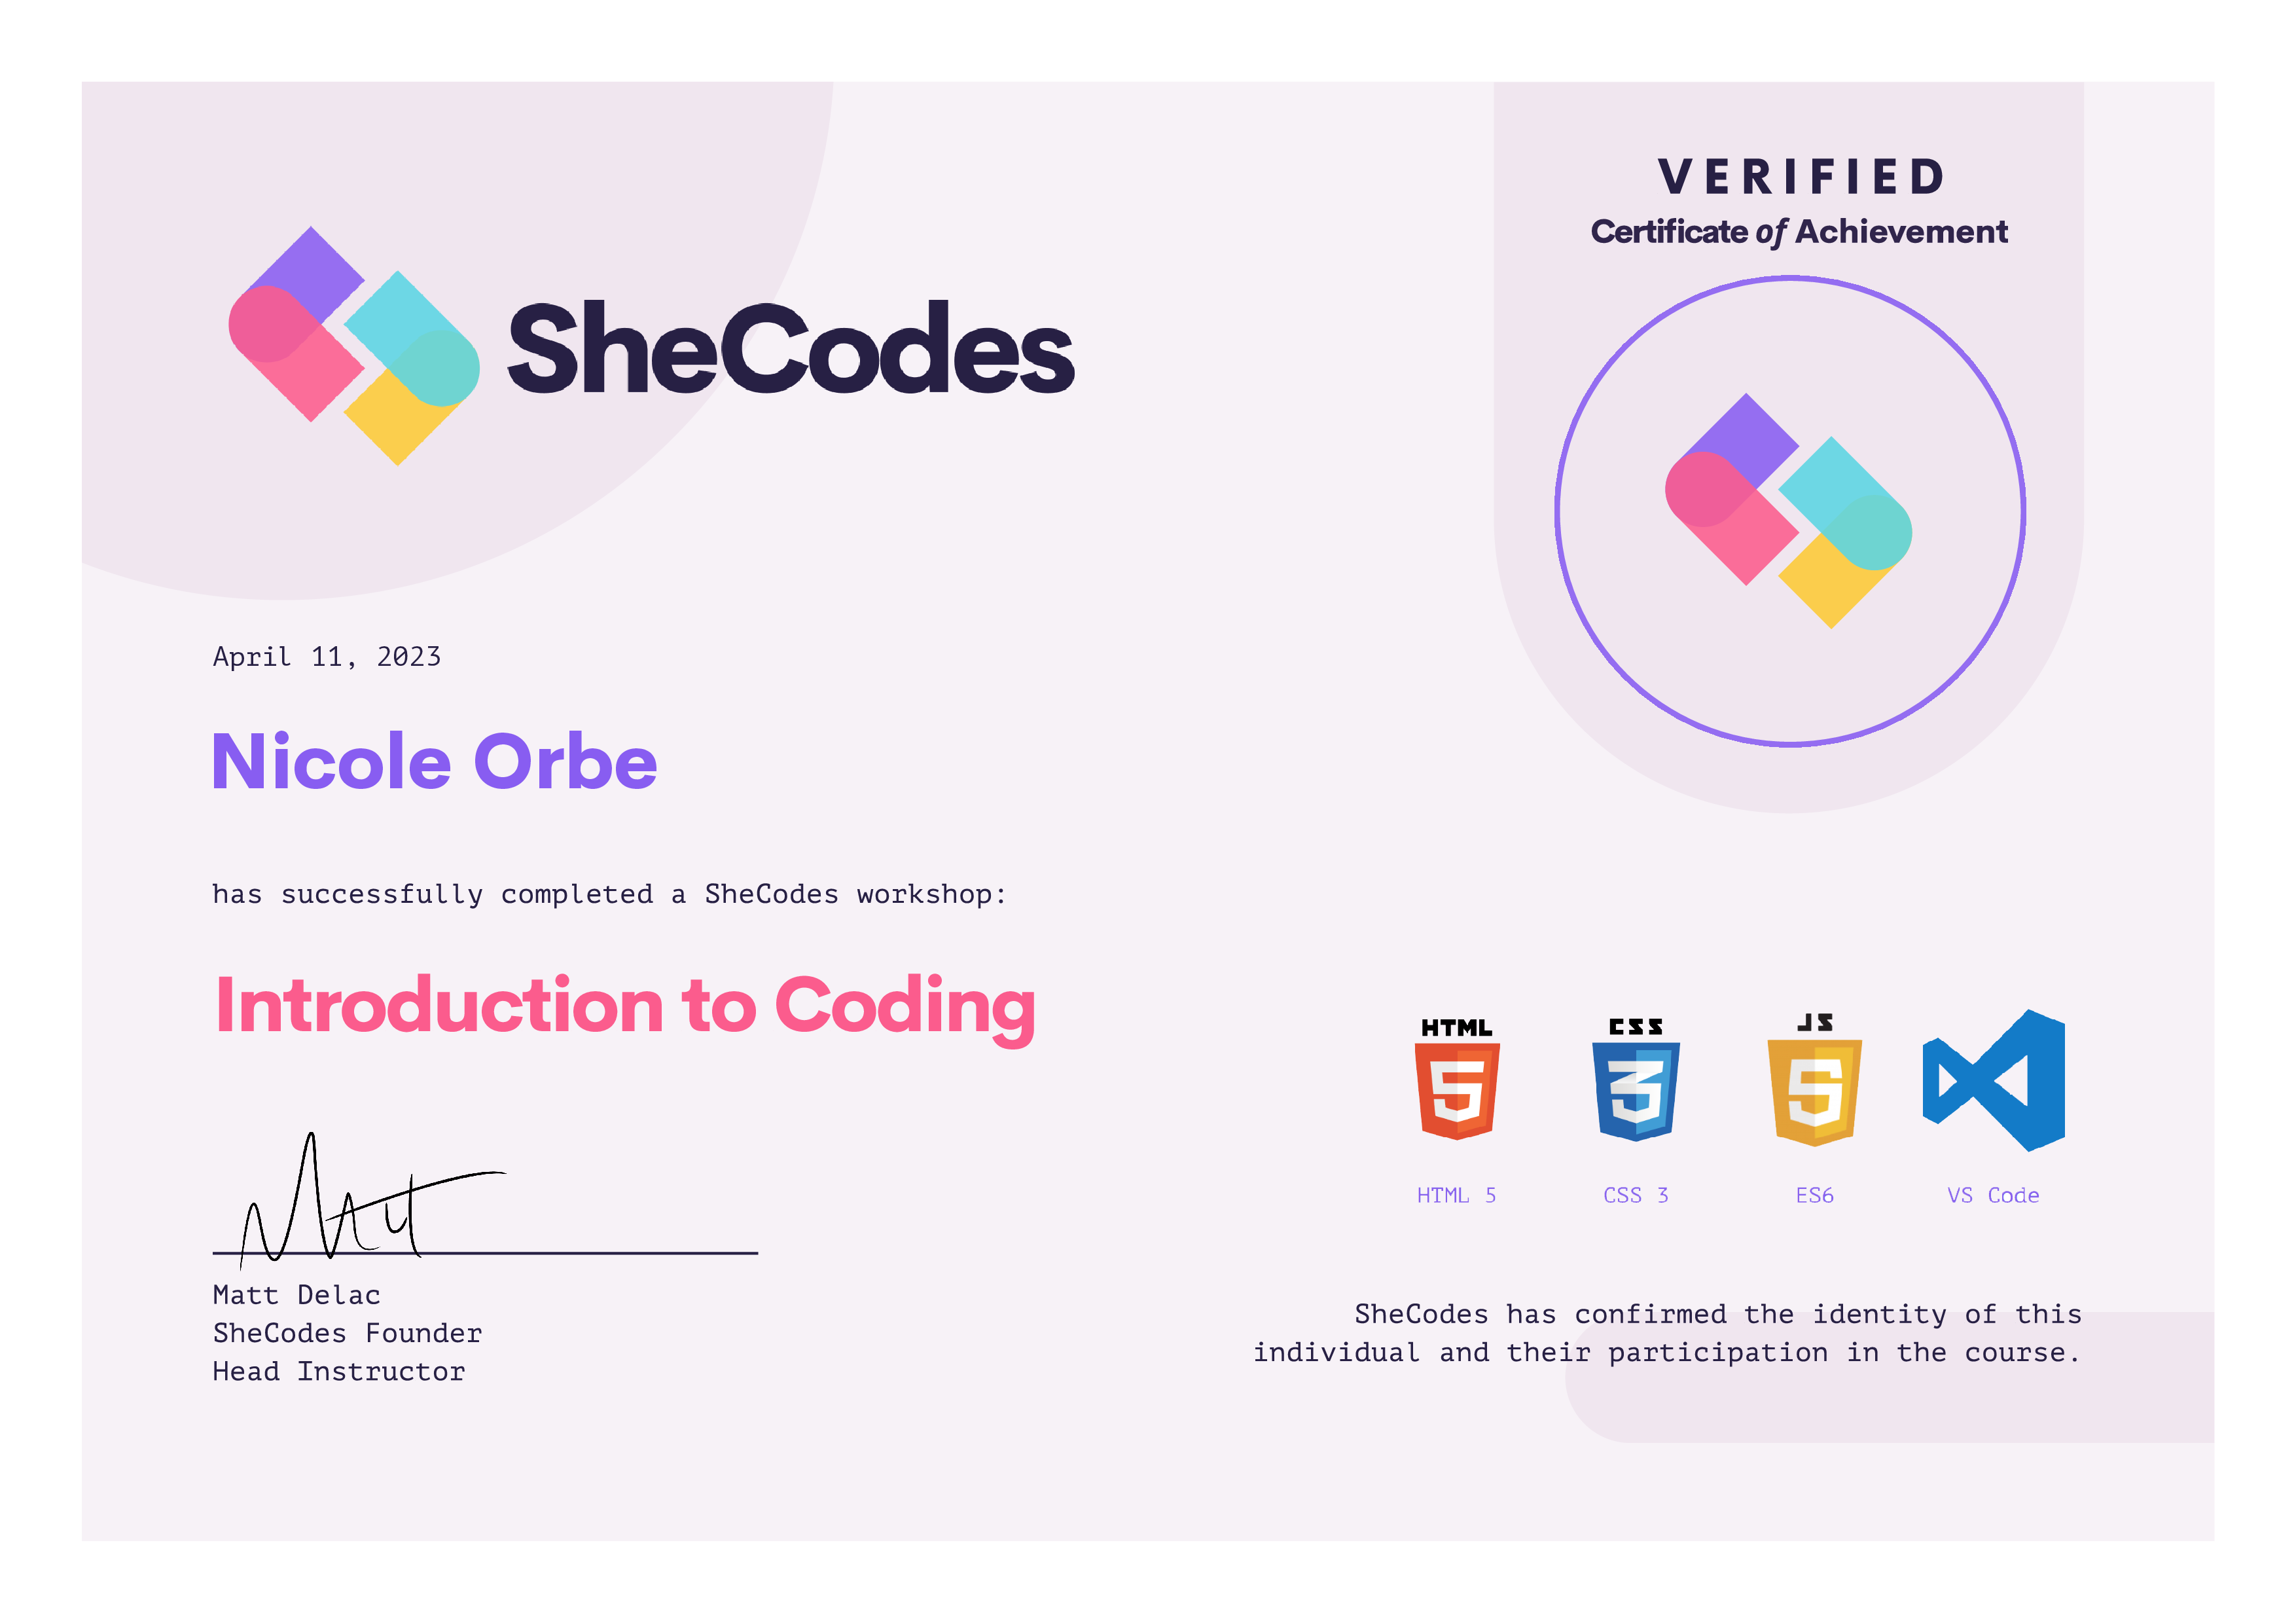 VERIFIED
Certificate of Achievement
SheCodes
April 11, 2023
Nicole Orbe
has successfully completed a SheCodes workshop:
Introduction to Coding
HTML
CSS
JS
5
3
HTML 5
CSS 3
ES6
VS Code
Matt
Matt Delac
SheCodes Founder
Head Instructor
SheCodes has confirmed the identity of this
individual and their participation in the course.